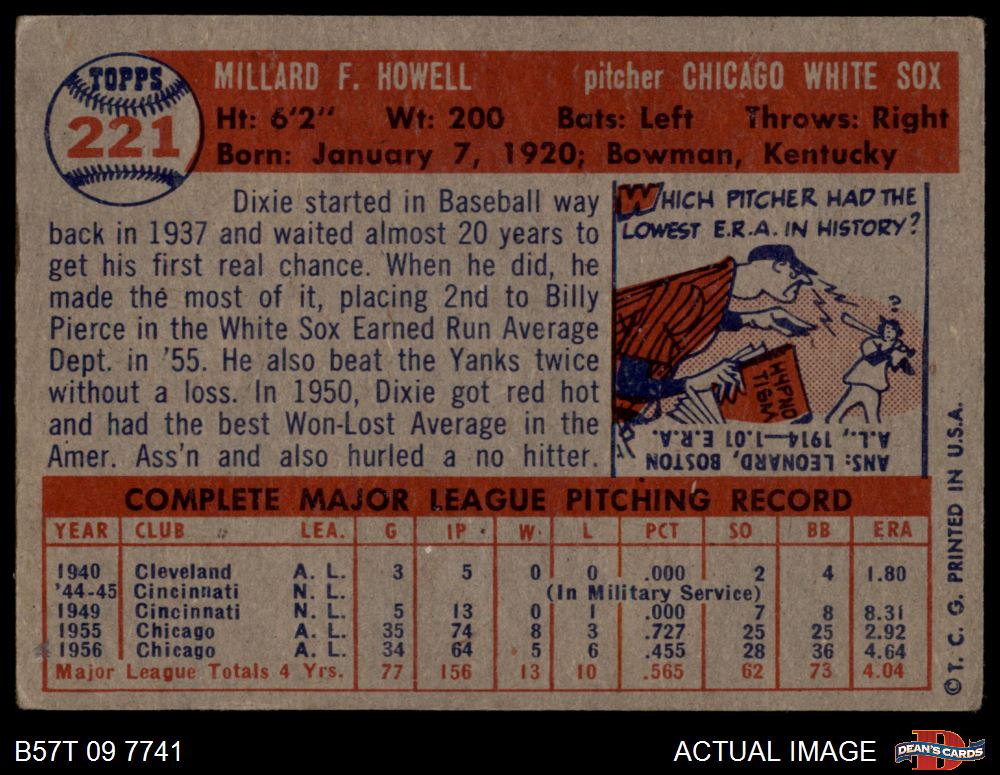 TOPPS
221
MILLARD F. HOWELL pitcher CHICAGO WHITE SOX
Ht: 6'2" Wt: 200 Bats: Left Throws: Right
Born: January 7, 1920; Bowman, Kentucky
Dixie started in Baseball way
back in 1937 and waited almost 20 years to
get his first real chance. When he did, he
made the most of it, placing 2nd to Billy
Pierce in the White Sox Earned Run Average
Dept. in '55. He also beat the Yanks twice
without a loss. In 1950, Dixie got red hot
and had the best Won-Lost Average in the
Amer. Ass'n and also hurled a no hitter.
WHICH PITCHER HAD THE
LOWEST E.R.A. IN HISTORY?
?
HYPNO
TISM
ANS: LEONARD, BOSTON
A.L., 1914—1.01 E.R.A.
COMPLETE MAJOR LEAGUE PITCHING RECORD
YEAR CLUB LEA. G IP W L PCT SO BB ERA
1940 Cleveland A. L. 3 5 0 0 .000 2 4 1.80
'44-45 Cincinnati N. L. (In Military Service)
1949 Cincinnati N. L. 5 13 0 1 .000 7 8 8.31
1955 Chicago A. L. 35 74 8 3 .727 25 25 2.92
1956 Chicago A. L. 34 64 5 6 .455 28 36 4.64
Major League Totals 4 Yrs. 77 156 13 10 .565 62 73 4.04
© T. C. G. PRINTED IN U.S.A.
B57T 09 7741 ACTUAL IMAGE
DEAN'S CARDS